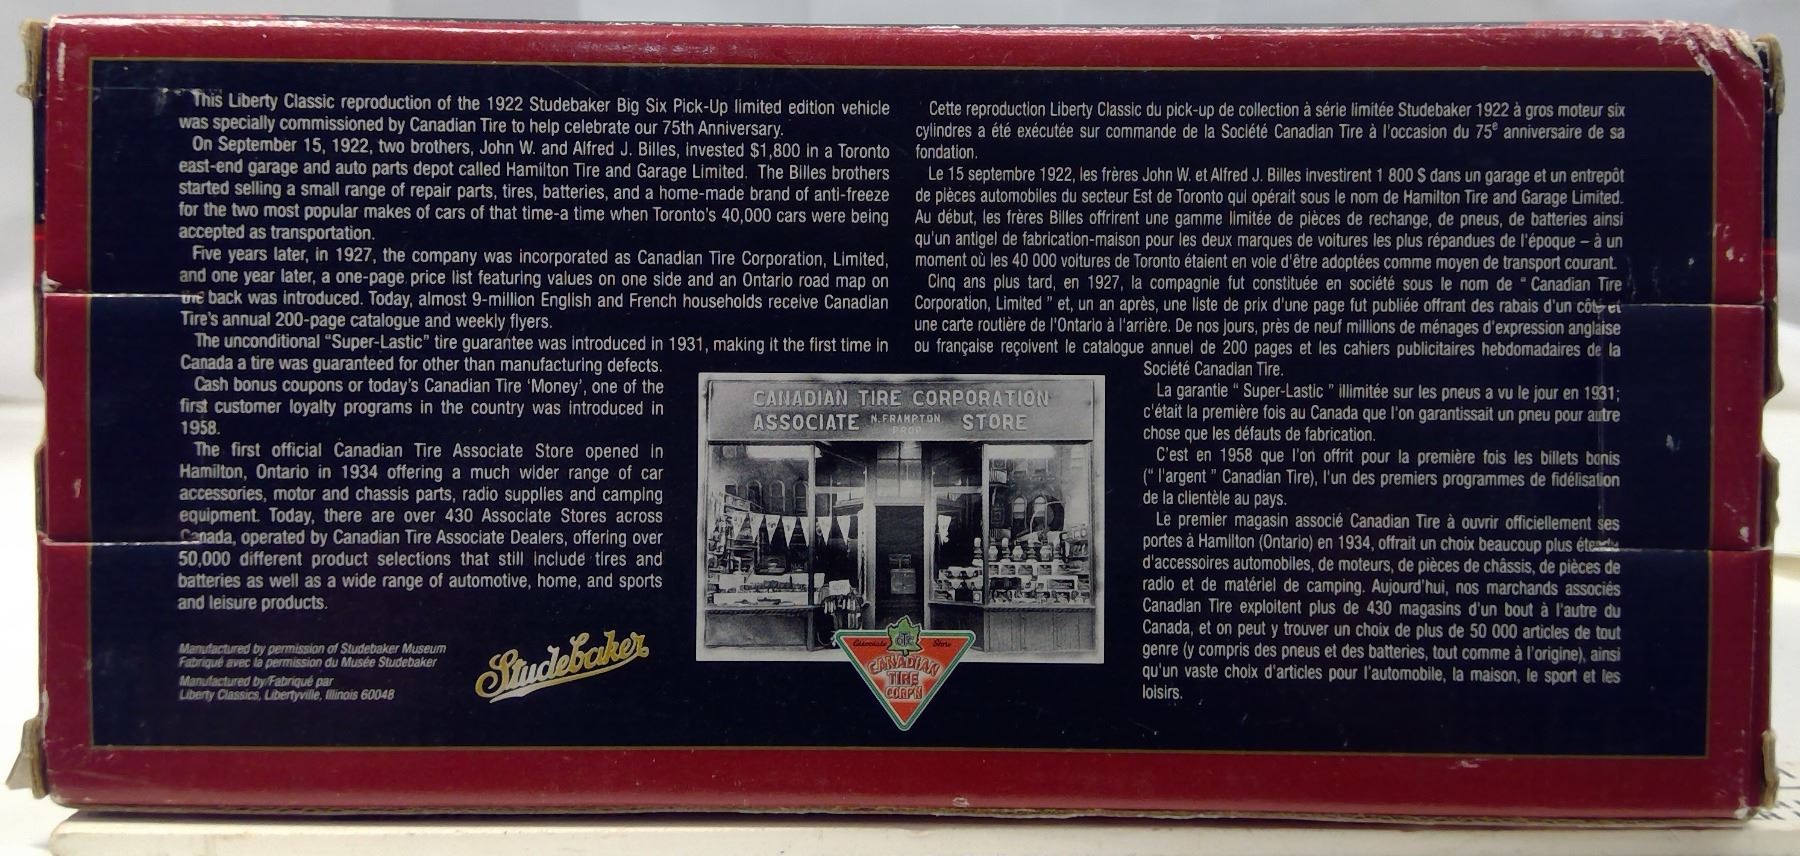 This Liberty Classic reproduction of the 1922 Studebaker Big Six Pick-Up limited edition vehicle
was specially commissioned by Canadian Tire to help celebrate our 75th Anniversary.
On September 15, 1922, two brothers, John W. and Alfred J. Billes, invested $1,800 in a Toronto
east-end garage and auto parts depot called Hamilton Tire and Garage Limited. The Billes brothers
started selling a small range of repair parts, tires, batteries, and a home-made brand of anti-freeze
for the two most popular makes of cars of that time-a time when Toronto's 40,000 cars were being
accepted as transportation.
Five years later, in 1927, the company was incorporated as Canadian Tire Corporation, Limited,
and one year later, a one-page price list featuring values on one side and an Ontario road map on
the back was introduced. Today, almost 9-million English and French households receive Canadian
Tire's annual 200-page catalogue and weekly flyers.
The unconditional "Super-Lastic" tire guarantee was introduced in 1931, making it the first time in
Canada a tire was guaranteed for other than manufacturing defects.
Cash bonus coupons or today's Canadian Tire 'Money', one of the
first customer loyalty programs in the country was introduced in
1958.
The first official Canadian Tire Associate Store opened in
Hamilton, Ontario in 1934 offering a much wider range of car
accessories, motor and chassis parts, radio supplies and camping
equipment. Today, there are over 430 Associate Stores across
Canada, operated by Canadian Tire Associate Dealers, offering over
50,000 different product selections that still include tires and
batteries as well as a wide range of automotive, home, and sports
and leisure products.
Manufactured by permission of Studebaker Museum
Fabriqué avec la permission du Musée Studebaker
Manufactured by/Fabriqué par
Liberty Classics, Libertyville, Illinois 60048
Studebaker
CANADIAN TIRE CORPORATION
ASSOCIATE N. FRAMPTON STORE
PROP
Associate CTC Store
CANADIAN
TIRE
CORP'N
Cette reproduction Liberty Classic du pick-up de collection à série limitée Studebaker 1922 à gros moteur six
cylindres a été exécutée sur commande de la Société Canadian Tire à l'occasion du 75e anniversaire de sa
fondation.
Le 15 septembre 1922, les frères John W. et Alfred J. Billes investirent 1 800 $ dans un garage et un entrepôt
de pièces automobiles du secteur Est de Toronto qui opérait sous le nom de Hamilton Tire and Garage Limited.
Au début, les frères Billes offrirent une gamme limitée de pièces de rechange, de pneus, de batteries ainsi
qu'un antigel de fabrication-maison pour les deux marques de voitures les plus répandues de l'époque – à un
moment où les 40 000 voitures de Toronto étaient en voie d'être adoptées comme moyen de transport courant.
Cinq ans plus tard, en 1927, la compagnie fut constituée en société sous le nom de " Canadian Tire
Corporation, Limited " et, un an après, une liste de prix d'une page fut publiée offrant des rabais d'un côté et
une carte routière de l'Ontario à l'arrière. De nos jours, près de neuf millions de ménages d'expression anglaise
ou française reçoivent le catalogue annuel de 200 pages et les cahiers publicitaires hebdomadaires de la
Société Canadian Tire.
La garantie " Super-Lastic " illimitée sur les pneus a vu le jour en 1931;
c'était la première fois au Canada que l'on garantissait un pneu pour autre
chose que les défauts de fabrication.
C'est en 1958 que l'on offrit pour la première fois les billets bonis
(" l'argent " Canadian Tire), l'un des premiers programmes de fidélisation
de la clientèle au pays.
Le premier magasin associé Canadian Tire à ouvrir officiellement ses
portes à Hamilton (Ontario) en 1934, offrait un choix beaucoup plus étendu
d'accessoires automobiles, de moteurs, de pièces de châssis, de pièces de
radio et de matériel de camping. Aujourd'hui, nos marchands associés
Canadian Tire exploitent plus de 430 magasins d'un bout à l'autre du
Canada, et on peut y trouver un choix de plus de 50 000 articles de tout
genre (y compris des pneus et des batteries, tout comme à l'origine), ainsi
qu'un vaste choix d'articles pour l'automobile, la maison, le sport et les
loisirs.